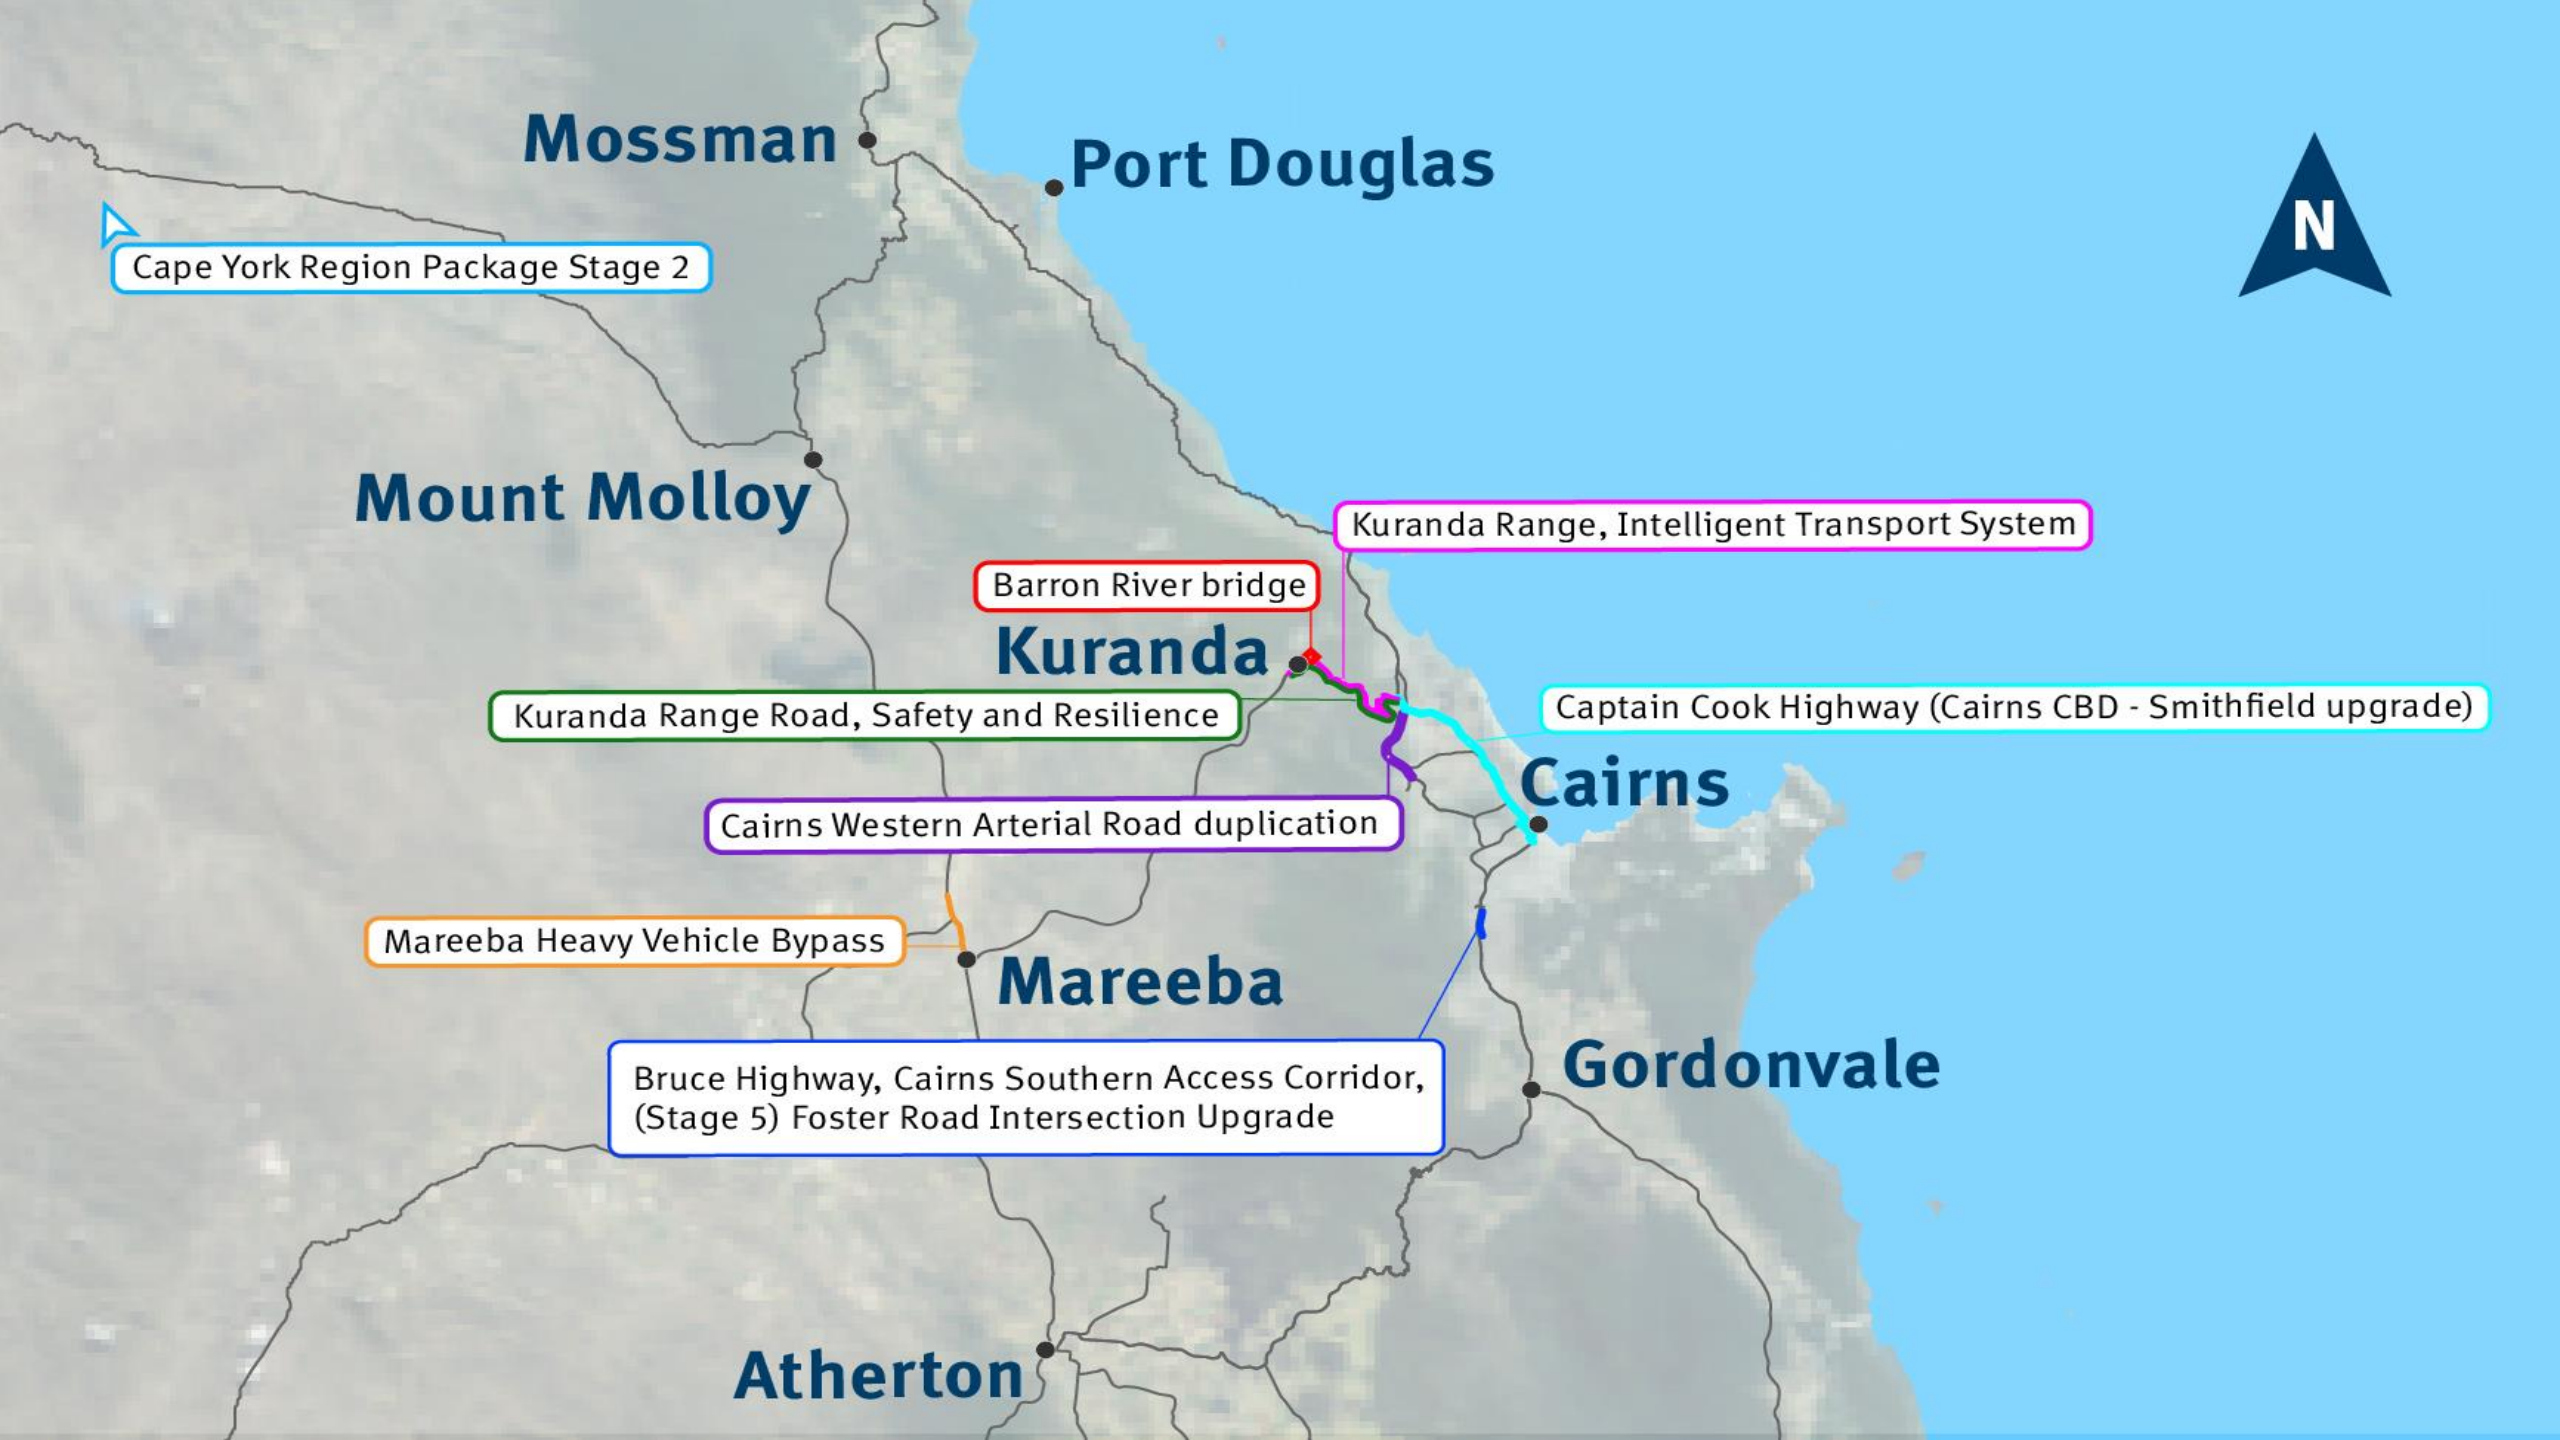 Mossman
Port Douglas
N
Cape York Region Package Stage 2
Mount Molloy
Kuranda Range, Intelligent Transport System
Barron River bridge
Kuranda
Kuranda Range Road, Safety and Resilience
Captain Cook Highway (Cairns CBD - Smithfield upgrade)
Cairns
Cairns Western Arterial Road duplication
Mareeba Heavy Vehicle Bypass
Mareeba
Bruce Highway, Cairns Southern Access Corridor,
(Stage 5) Foster Road Intersection Upgrade
Gordonvale
Atherton